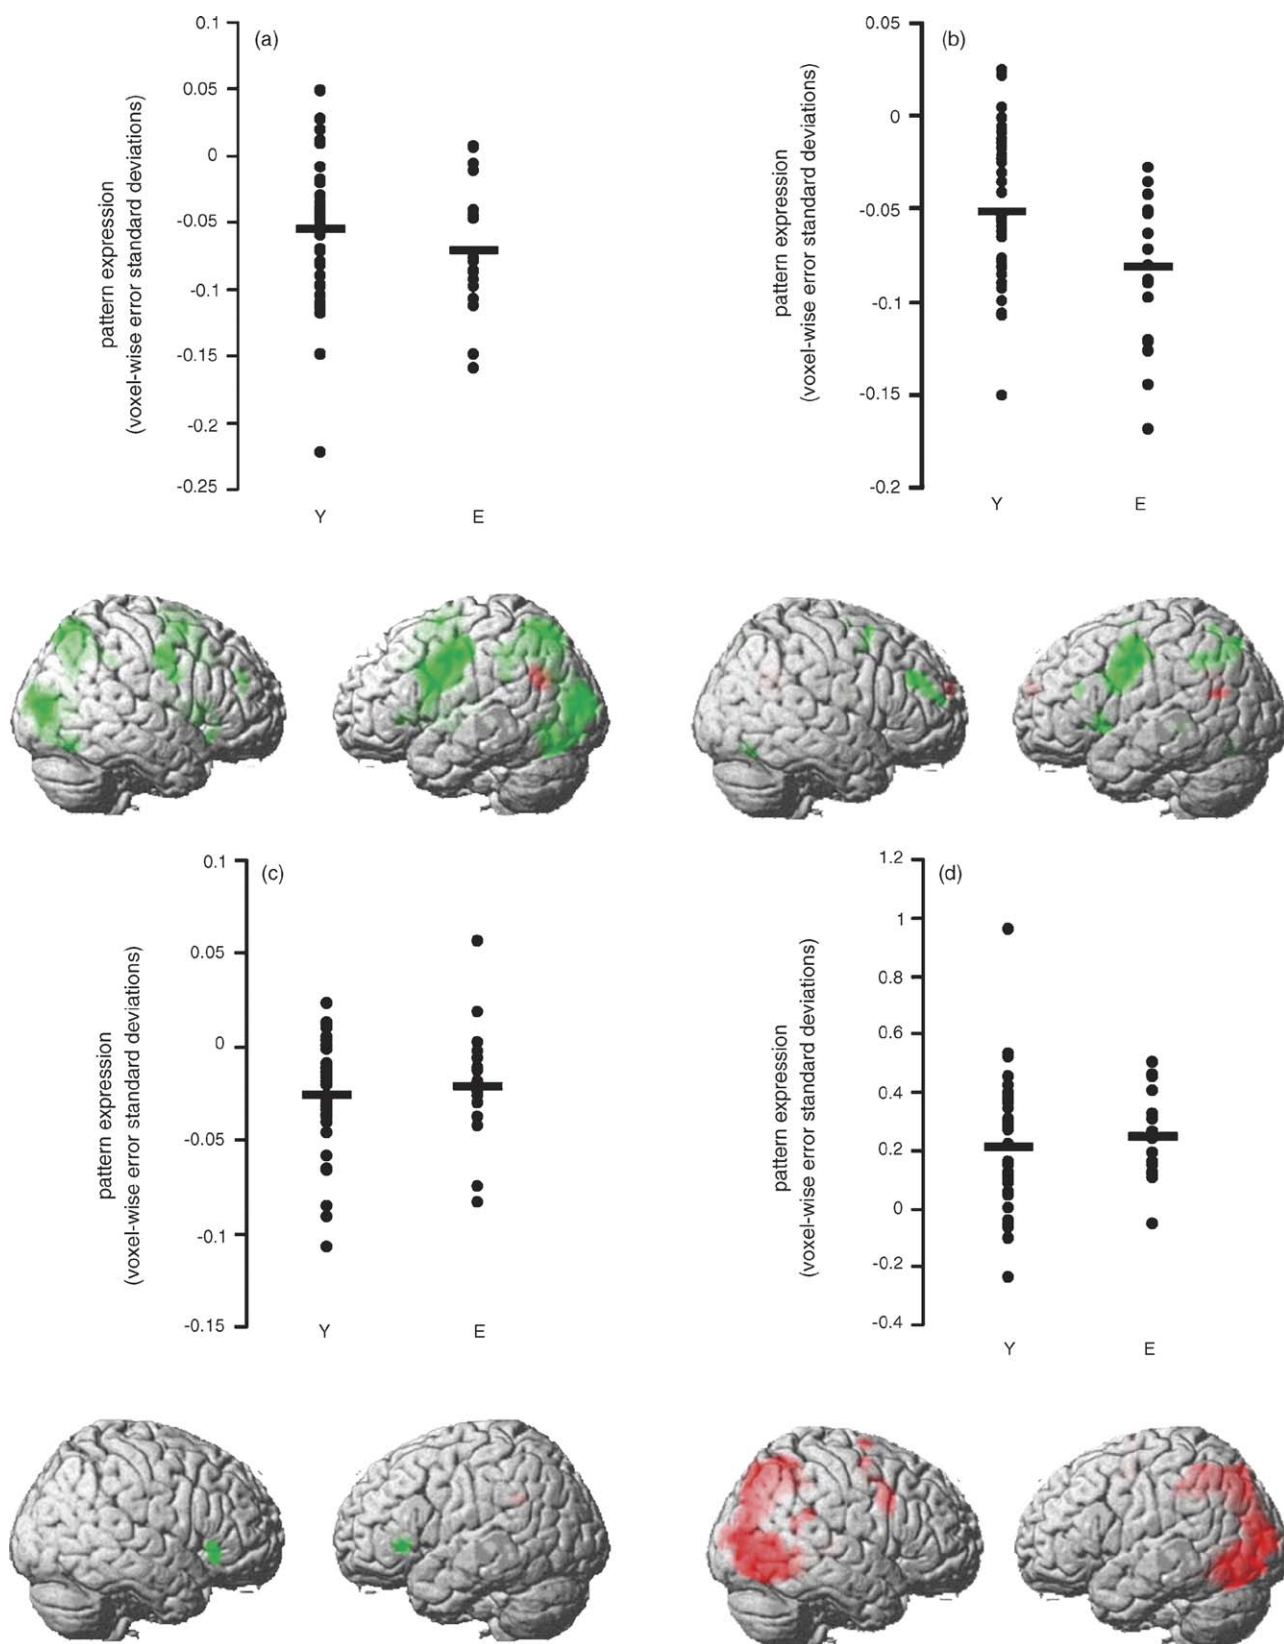 (a)
0.1
0.05
0
-0.05
-0.1
-0.15
-0.2
-0.25
pattern expression
(voxel-wise error standard deviations)
Y E
(b)
0.05
0
-0.05
-0.1
-0.15
-0.2
pattern expression
(voxel-wise error standard deviations)
Y E
(c)
0.1
0.05
0
-0.05
-0.1
-0.15
pattern expression
(voxel-wise error standard deviations)
Y E
(d)
1.2
1
0.8
0.6
0.4
0.2
0
-0.2
-0.4
pattern expression
(voxel-wise error standard deviations)
Y E